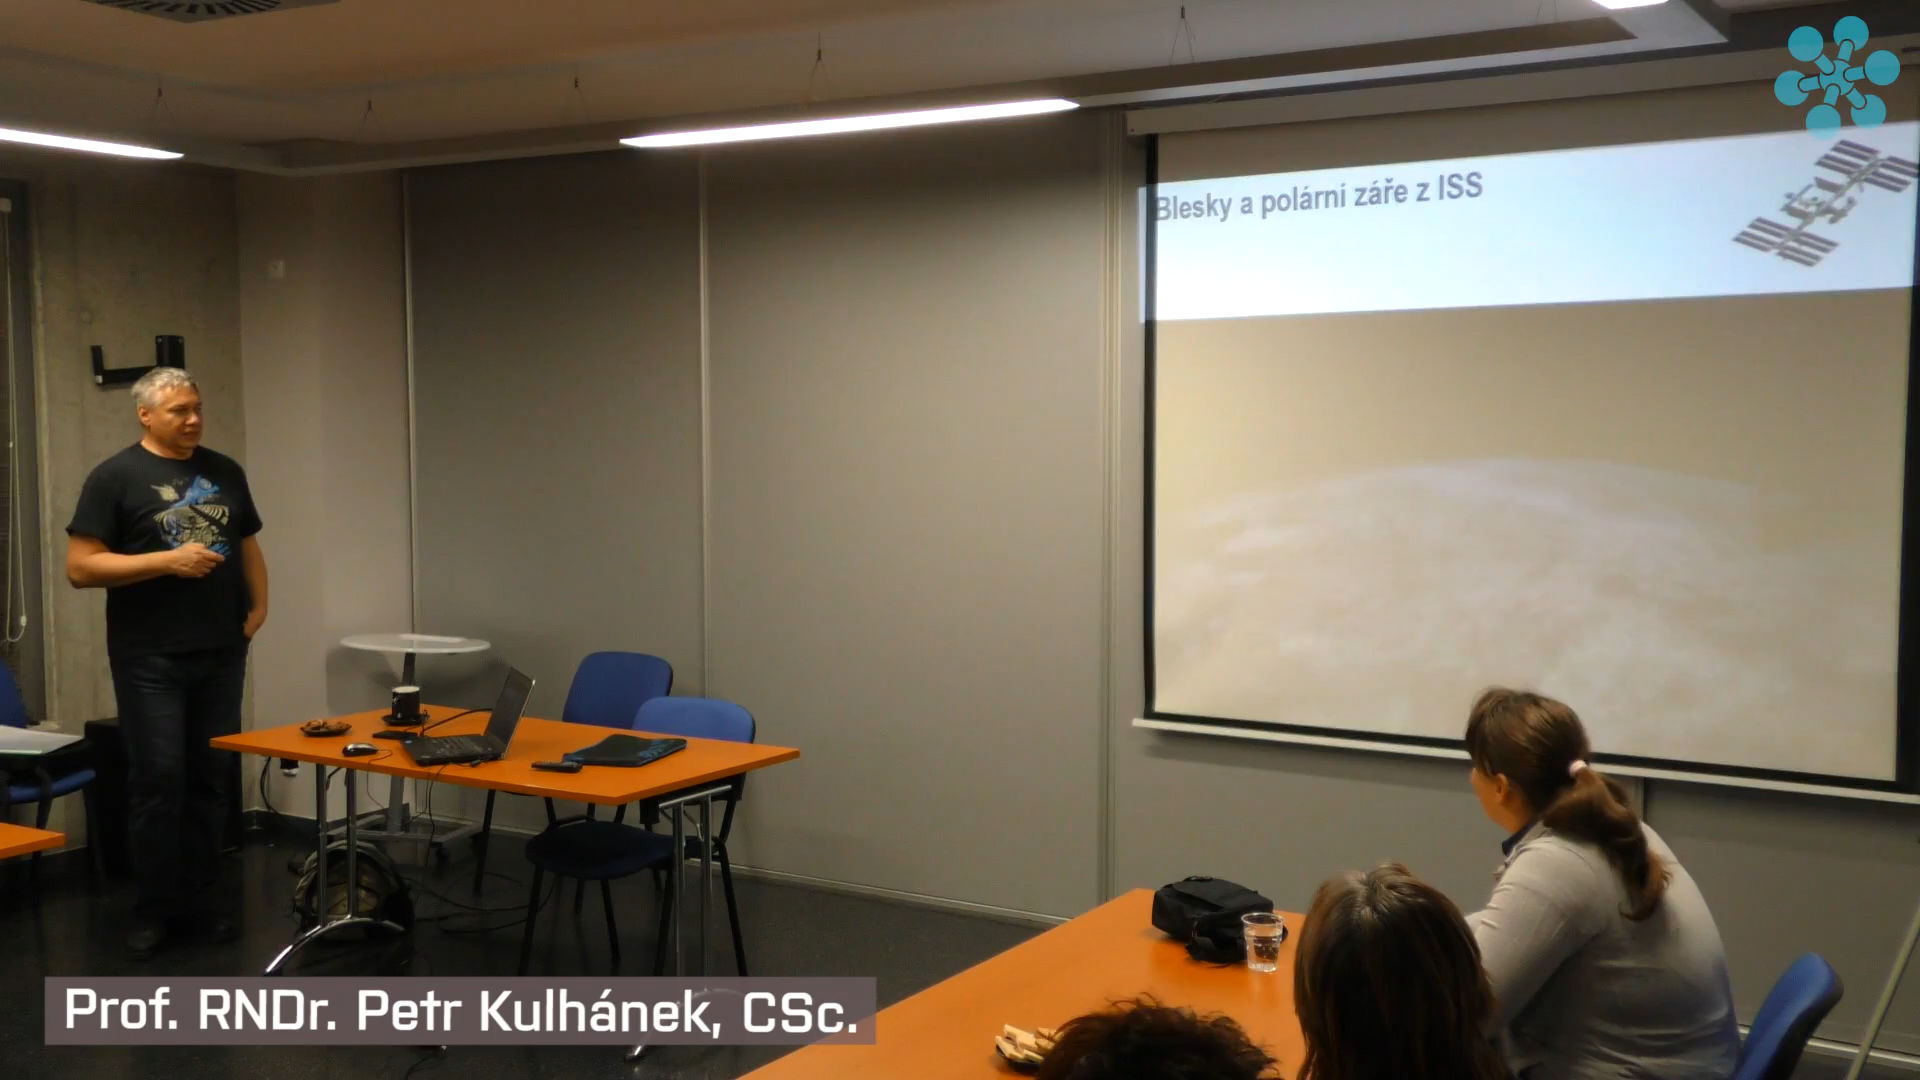 Blesky a polární záře z ISS
Prof. RNDr. Petr Kulhánek, CSc.